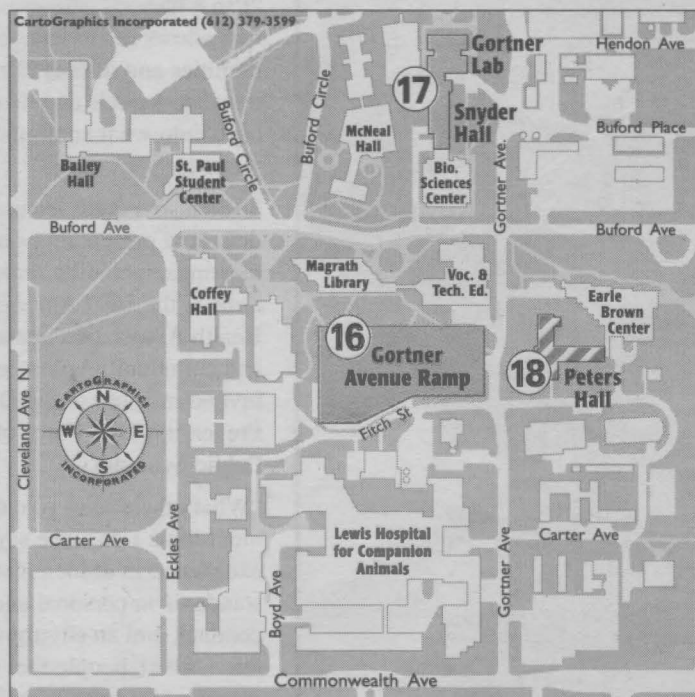 CartoGraphics Incorporated (612) 379-3599
Hendon Ave
Gortner
Lab
17
Snyder
Hall
Buford Circle
Buford Circle
McNeal
Hall
Buford Place
Bailey
Hall
St. Paul
Student
Center
Bio.
Sciences
Center
Gortner Ave.
Buford Ave
Buford Ave
Magrath
Library
Voc. &
Tech. Ed.
Coffey
Hall
Earle
Brown
Center
16
Gortner
Avenue Ramp
18
Peters
Hall
Fitch St
Cleveland Ave N
CARTOGRAPHICS
N
W
E
S
INCORPORATED
Eckles Ave
Carter Ave
Lewis Hospital
for Companion
Animals
Boyd Ave
Gortner Ave
Carter Ave
Commonwealth Ave